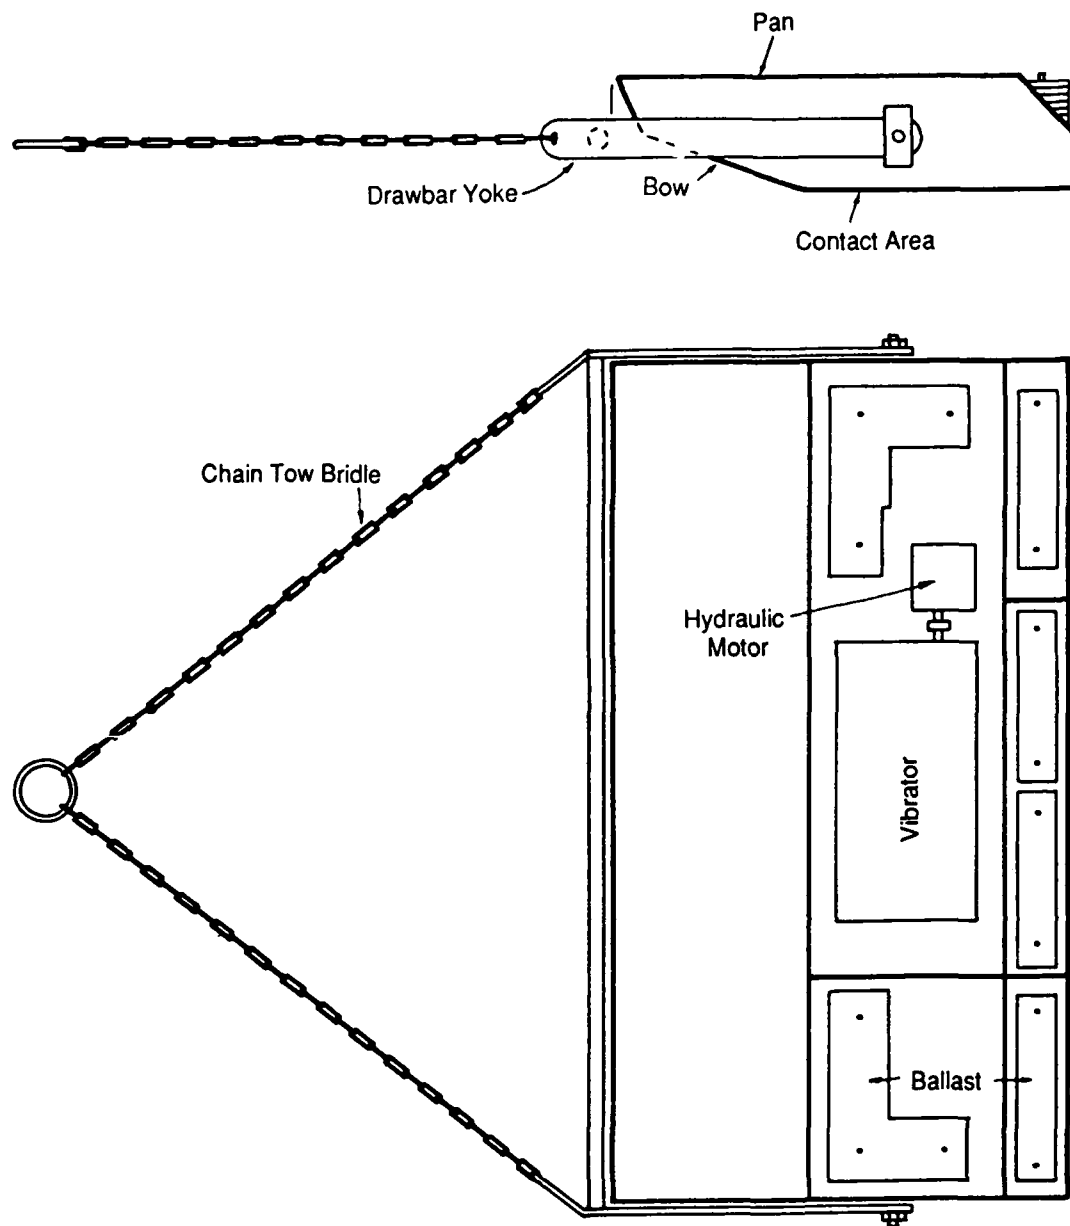 Pan
Drawbar Yoke
Bow
Contact Area
Chain Tow Bridle
Hydraulic
Motor
Vibrator
Ballast